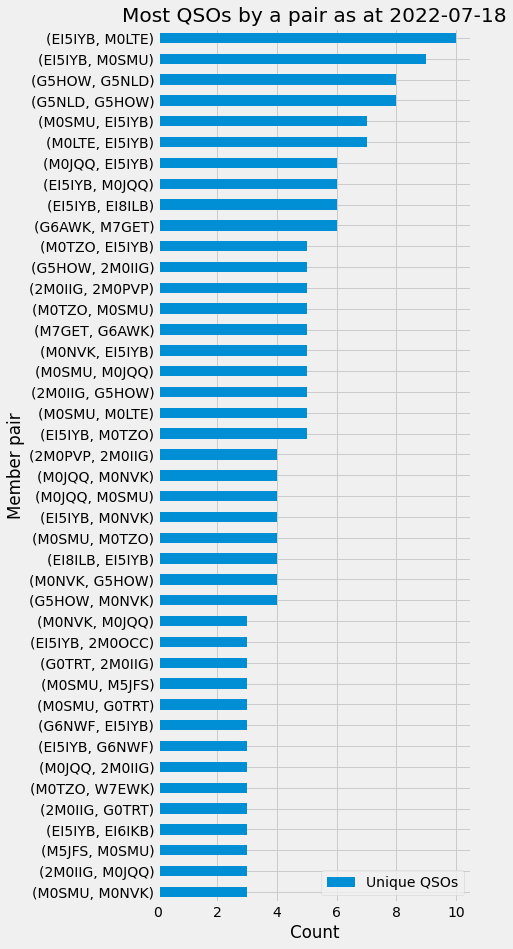 Most QSOs by a pair as at 2022-07-18
Member pair
(EI5IYB, M0LTE)
(EI5IYB, M0SMU)
(G5HOW, G5NLD)
(G5NLD, G5HOW)
(M0SMU, EI5IYB)
(M0LTE, EI5IYB)
(M0JQQ, EI5IYB)
(EI5IYB, M0JQQ)
(EI5IYB, EI8ILB)
(G6AWK, M7GET)
(M0TZO, EI5IYB)
(G5HOW, 2M0IIG)
(2M0IIG, 2M0PVP)
(M0TZO, M0SMU)
(M7GET, G6AWK)
(M0NVK, EI5IYB)
(M0SMU, M0JQQ)
(2M0IIG, G5HOW)
(M0SMU, M0LTE)
(EI5IYB, M0TZO)
(2M0PVP, 2M0IIG)
(M0JQQ, M0NVK)
(M0JQQ, M0SMU)
(EI5IYB, M0NVK)
(M0SMU, M0TZO)
(EI8ILB, EI5IYB)
(M0NVK, G5HOW)
(G5HOW, M0NVK)
(M0NVK, M0JQQ)
(EI5IYB, 2M0OCC)
(G0TRT, 2M0IIG)
(M0SMU, M5JFS)
(M0SMU, G0TRT)
(G6NWF, EI5IYB)
(EI5IYB, G6NWF)
(M0JQQ, 2M0IIG)
(M0TZO, W7EWK)
(2M0IIG, G0TRT)
(EI5IYB, EI6IKB)
(M5JFS, M0SMU)
(2M0IIG, M0JQQ)
(M0SMU, M0NVK)
Unique QSOs
0 2 4 6 8 10
Count